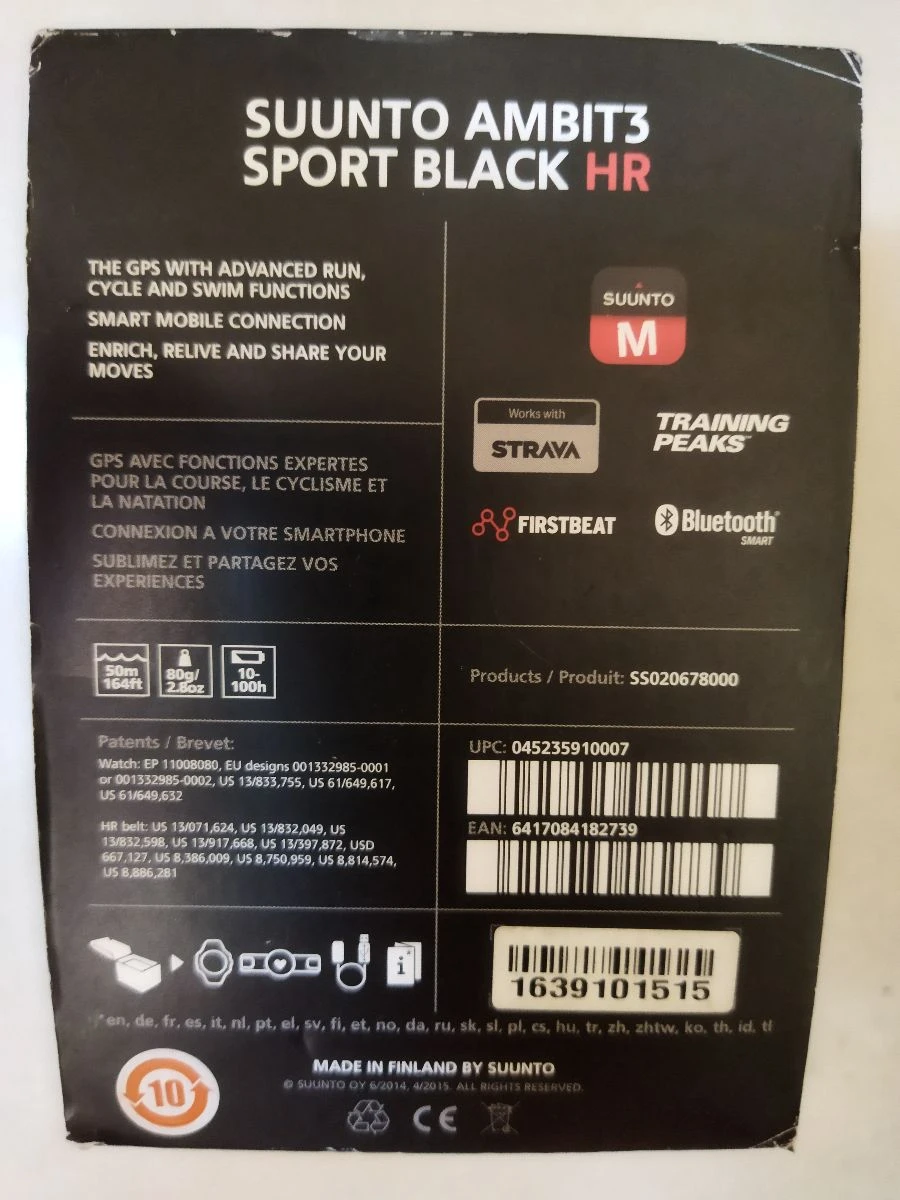 SUUNTO AMBIT3
SPORT BLACK HR
THE GPS WITH ADVANCED RUN,
CYCLE AND SWIM FUNCTIONS
SMART MOBILE CONNECTION
ENRICH, RELIVE AND SHARE YOUR
MOVES
GPS AVEC FONCTIONS EXPERTES
POUR LA COURSE, LE CYCLISME ET
LA NATATION
CONNEXION A VOTRE SMARTPHONE
SUBLIMEZ ET PARTAGEZ VOS
EXPERIENCES
SUUNTO
M
Works with
STRAVA
TRAINING
PEAKS™
FIRSTBEAT
Bluetooth®
SMART
50m
164ft
80g/
2.8oz
10-
100h
Products / Produit: SS020678000
Patents / Brevet:
Watch: EP 11008080, EU designs 001332985-0001
or 001332985-0002, US 13/833,755, US 61/649,617,
US 61/649,632
HR belt: US 13/071,624, US 13/832,049, US
13/832,598, US 13/917,668, US 13/397,872, USD
667,127, US 8,386,009, US 8,750,959, US 8,814,574,
US 8,886,281
UPC: 045235910007
EAN: 6417084182739
i*
1639101515
*en, de, fr, es, it, nl, pt, el, sv, fi, et, no, da, ru, sk, sl, pl, cs, hu, tr, zh, zhtw, ko, th, id, tl
10
MADE IN FINLAND BY SUUNTO
© SUUNTO OY 6/2014, 4/2015. ALL RIGHTS RESERVED.
CE